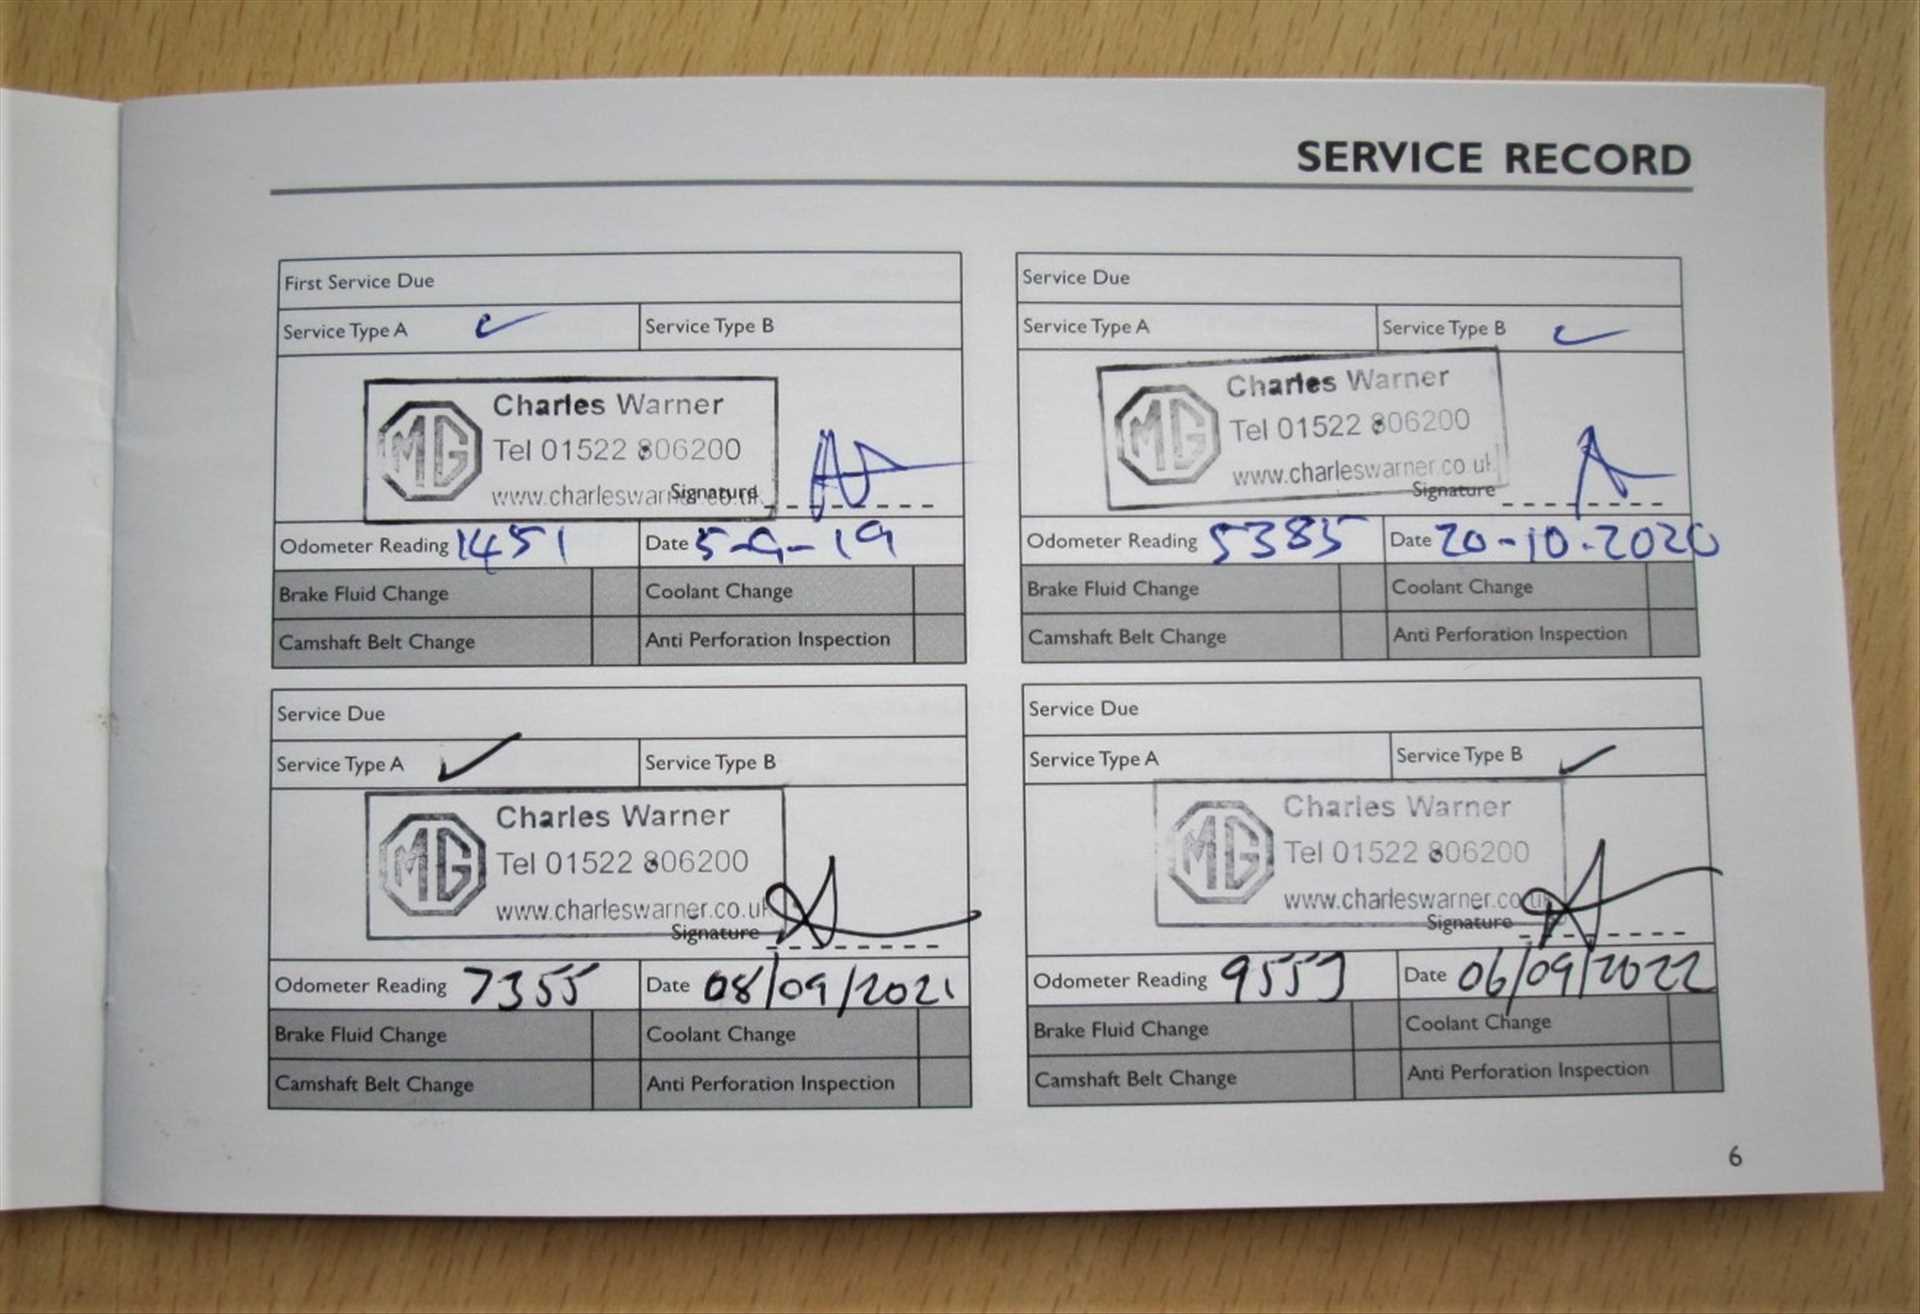 SERVICE RECORD
First Service Due
Service Type A
Service Type B
MG
Charles Warner
Tel 01522 806200
www.charleswarner.co.uk
Signature
Odometer Reading 1451
Date 5-9-19
Brake Fluid Change
Coolant Change
Camshaft Belt Change
Anti Perforation Inspection
Service Due
Service Type A
Service Type B
MG
Charles Warner
Tel 01522 806200
www.charleswarner.co.uk
Signature
Odometer Reading 5385
Date 20-10.2020
Brake Fluid Change
Coolant Change
Camshaft Belt Change
Anti Perforation Inspection
Service Due
Service Type A
Service Type B
MG
Charles Warner
Tel 01522 806200
www.charleswarner.co.uk
Signature
Odometer Reading 7355
Date 08/09/2021
Brake Fluid Change
Coolant Change
Camshaft Belt Change
Anti Perforation Inspection
Service Due
Service Type A
Service Type B
MG
Charles Warner
Tel 01522 806200
www.charleswarner.co.uk
Signature
Odometer Reading 9559
Date 06/09/2022
Brake Fluid Change
Coolant Change
Camshaft Belt Change
Anti Perforation Inspection
6